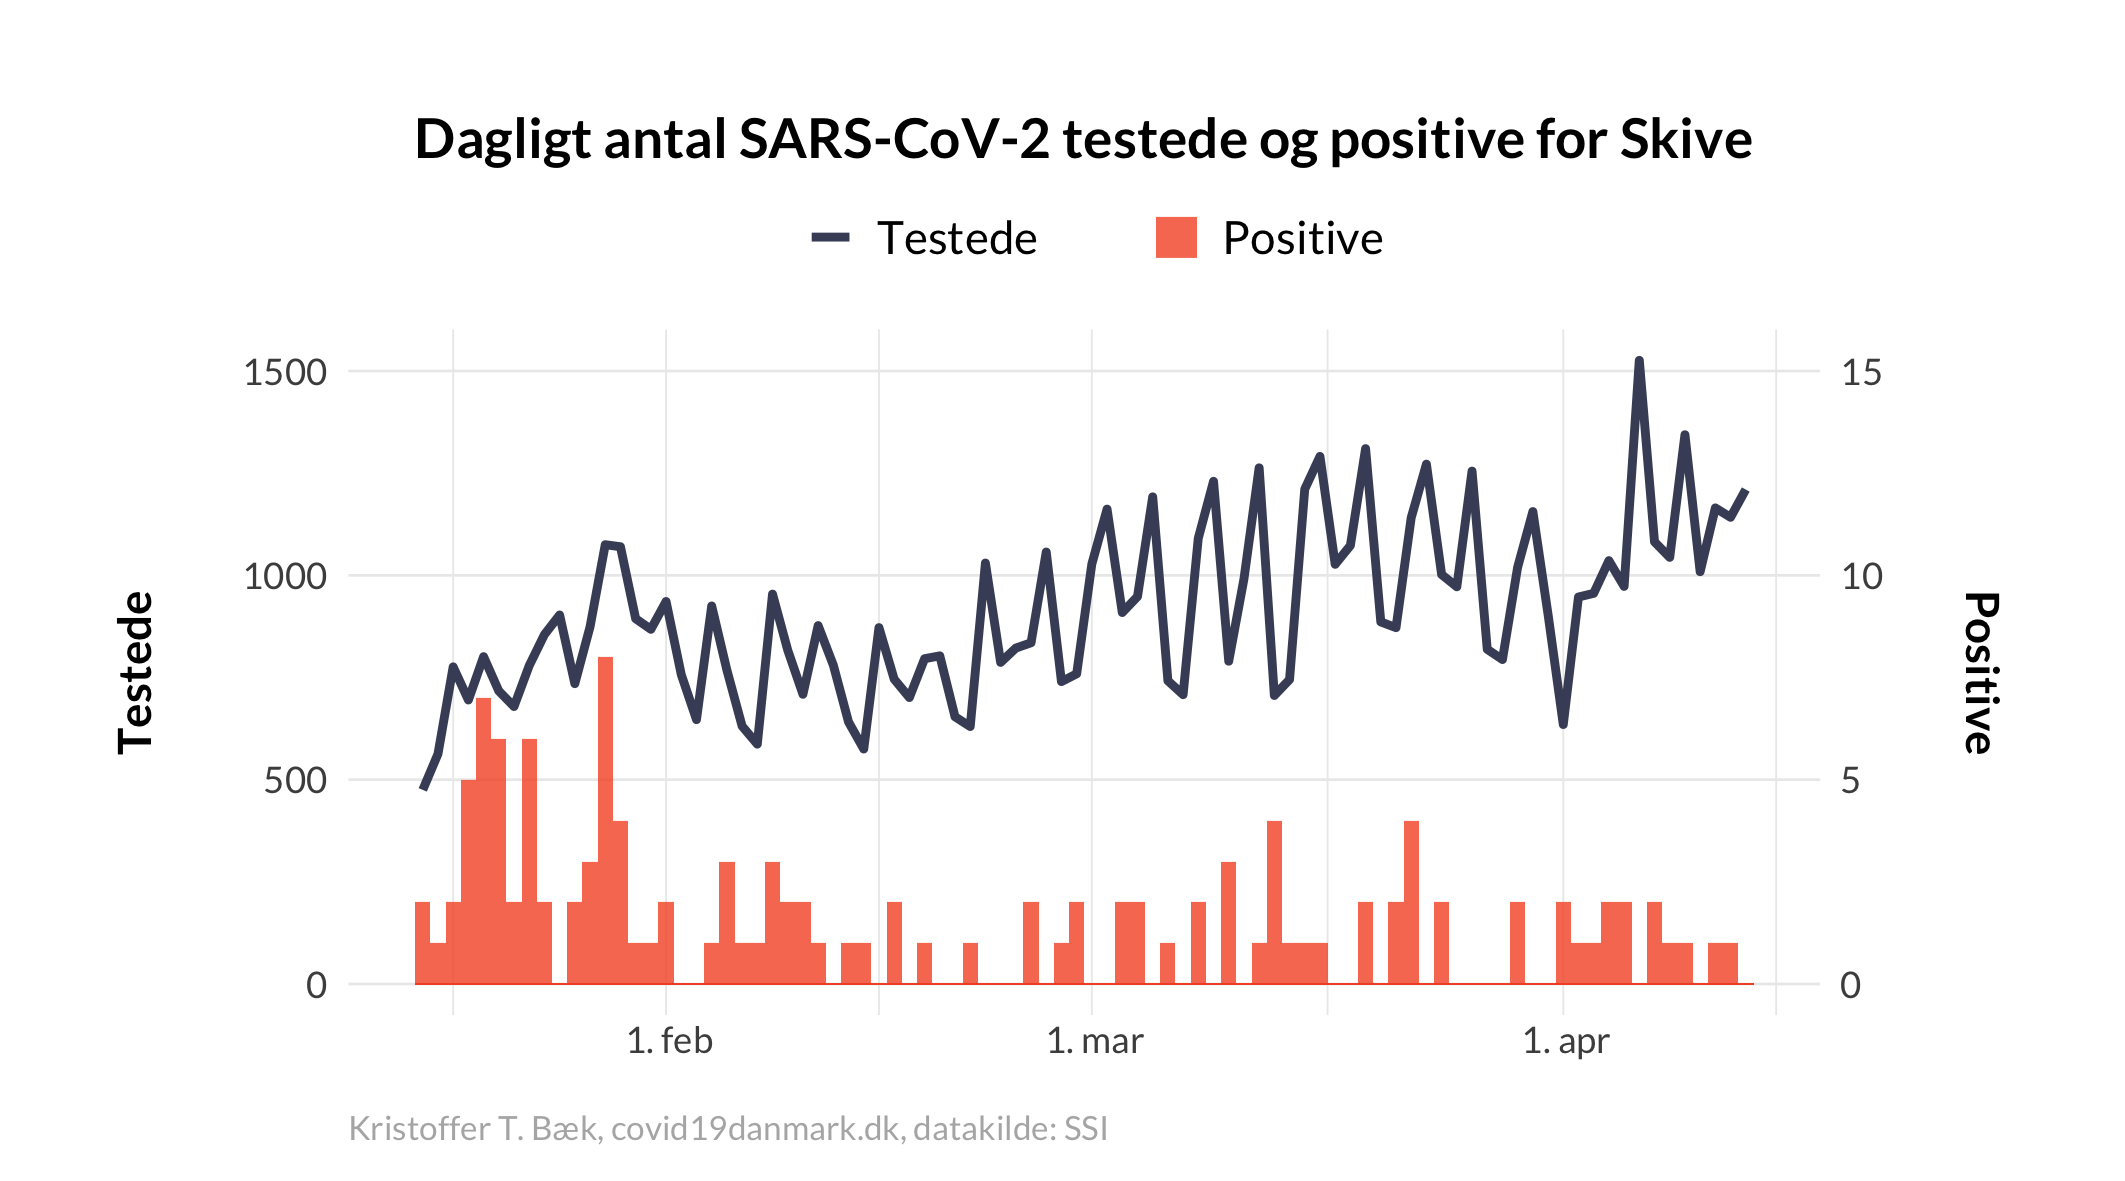 Dagligt antal SARS-CoV-2 testede og positive for Skive
Testede Positive
1500 15
1000 10
500 5
0 0
Testede
Positive
1. feb 1. mar 1. apr
Kristoffer T. Bæk, covid19danmark.dk, datakilde: SSI